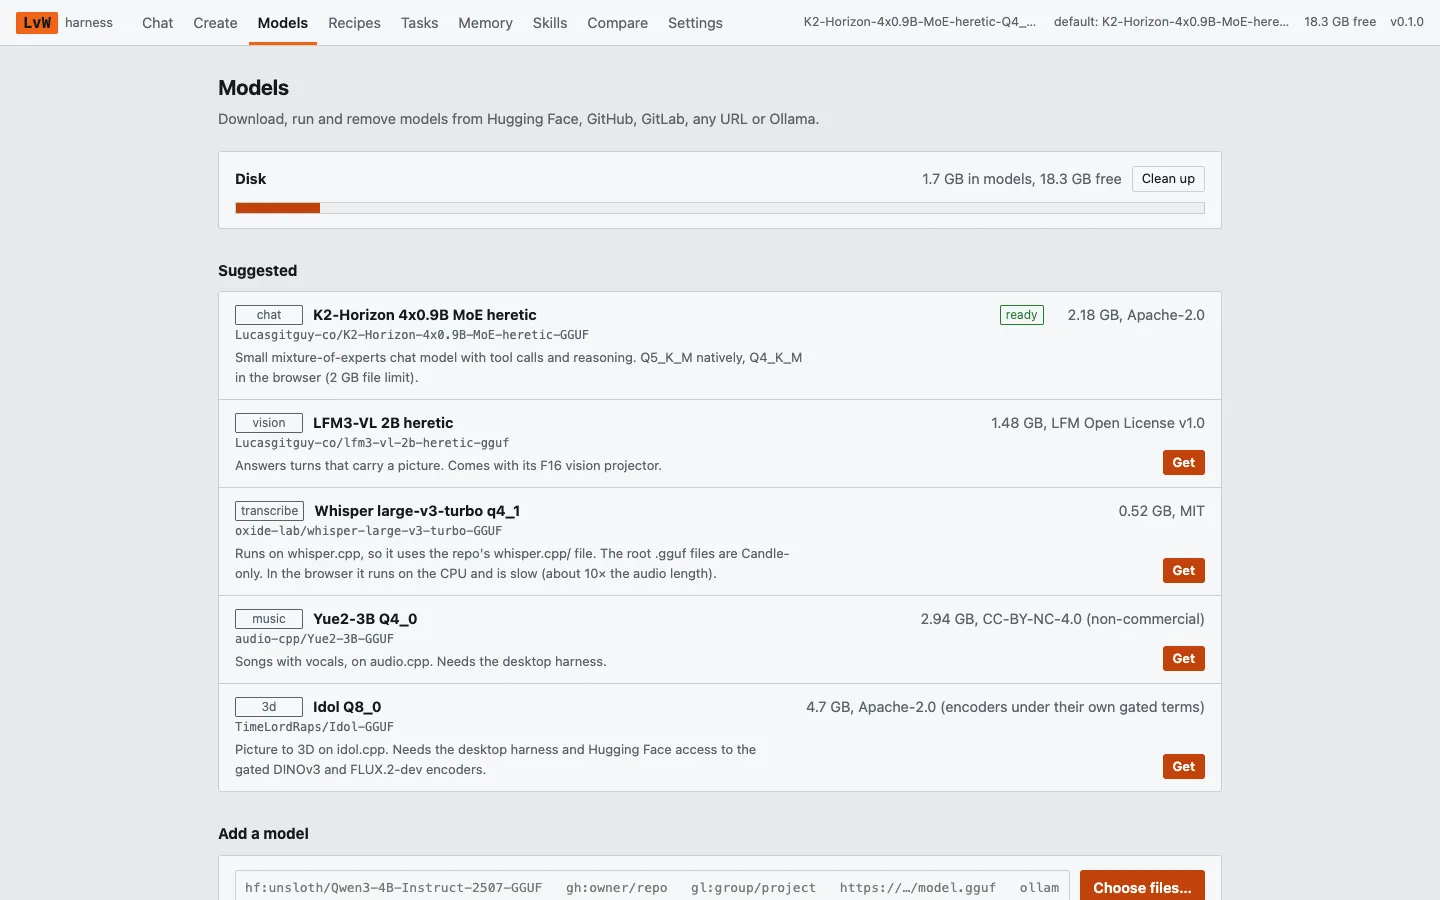 LvW harness Chat Create Models Recipes Tasks Memory Skills Compare Settings K2-Horizon-4x0.9B-MoE-heretic-Q4_... default: K2-Horizon-4x0.9B-MoE-here... 18.3 GB free v0.1.0
Models
Download, run and remove models from Hugging Face, GitHub, GitLab, any URL or Ollama.
Disk 1.7 GB in models, 18.3 GB free Clean up
Suggested
chat K2-Horizon 4x0.9B MoE heretic ready 2.18 GB, Apache-2.0
Lucasgitguy-co/K2-Horizon-4x0.9B-MoE-heretic-GGUF
Small mixture-of-experts chat model with tool calls and reasoning. Q5_K_M natively, Q4_K_M
in the browser (2 GB file limit).
vision LFM3-VL 2B heretic 1.48 GB, LFM Open License v1.0
Lucasgitguy-co/lfm3-vl-2b-heretic-gguf
Answers turns that carry a picture. Comes with its F16 vision projector.
Get
transcribe Whisper large-v3-turbo q4_1 0.52 GB, MIT
oxide-lab/whisper-large-v3-turbo-GGUF
Runs on whisper.cpp, so it uses the repo's whisper.cpp/ file. The root .gguf files are Candle-
only. In the browser it runs on the CPU and is slow (about 10× the audio length).
Get
music Yue2-3B Q4_0 2.94 GB, CC-BY-NC-4.0 (non-commercial)
audio-cpp/Yue2-3B-GGUF
Songs with vocals, on audio.cpp. Needs the desktop harness.
Get
3d Idol Q8_0 4.7 GB, Apache-2.0 (encoders under their own gated terms)
TimeLordRaps/Idol-GGUF
Picture to 3D on idol.cpp. Needs the desktop harness and Hugging Face access to the
gated DINOv3 and FLUX.2-dev encoders.
Get
Add a model
hf:unsloth/Qwen3-4B-Instruct-2507-GGUF gh:owner/repo gl:group/project https://…/model.gguf ollam Choose files...